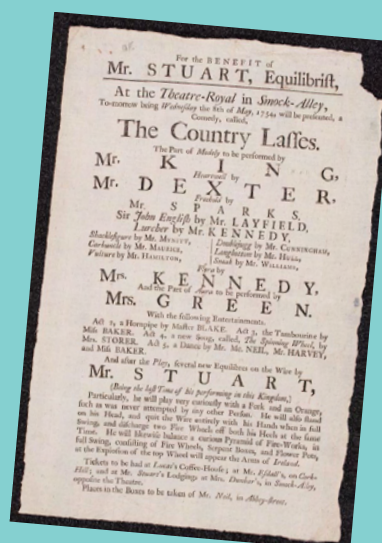 For the BENEFIT of
Mr. STUART, Equilibrist,
At the Theatre-Royal in Smock-Alley,
To-morrow being Wednesday the 8th of May, 1754, will be presented, a
Comedy, called,
The Country Lasses.
The Part of Modely to be performed by
Mr. KING,
Heartwell by
Mr. DEXTER,
Freehold by
Mr. SPARKS,
Sir John English by Mr. LAYFIELD,
Lurcher by Mr. KENNEDY,
Shacklefigure by Mr. MYNITT, Doublejugg by Mr. CUNNINGHAM,
Carbuncle by Mr. MAURICE, Longbottom by Mr. HULL,
Vulture by Mr. HAMILTON, Sneak by Mr. WILLIAMS,
Flora by
Mrs. KENNEDY,
And the Part of Aura to be performed by
Mrs. GREEN.
With the following Entertainments.
Act 2, a Hornpipe by Master BLAKE. Act 3, the Tambourine by
Miss BAKER. Act 4, a new Song, called, The Spinning Wheel, by
Mrs. STORER. Act 5, a Dance by Mr. Mc. NEIL, Mr. HARVEY,
and Miss BAKER.
And after the Play, several new Equilibres on the Wire by
Mr. STUART,
(Being the last Time of his performing in this Kingdom,)
Particularly, he will play very curiously with a Fork and an Orange,
such as was never attempted by any other Person. He will also stand
on his Head, and quit the Wire entirely with his Hands when in full
Swing, and discharge two Fire Wheels off both his Heels at the same
Time. He will likewise balance a curious Pyramid of Fire-Works, in
full Swing, consisting of Fire Wheels, Serpent Boxes, and Flower Pots,
at the Explosion of the top Wheel will appear the Arms of Ireland.
Tickets to be had at Lucas's Coffee-House; at Mr. Esdall's, on Cork-
Hill; and at Mr. Stuart's Lodgings at Mrs. Dunbar's, in Smock-Alley,
opposite the Theatre.
Places in the Boxes to be taken of Mr. Neil, in Abbey-street.